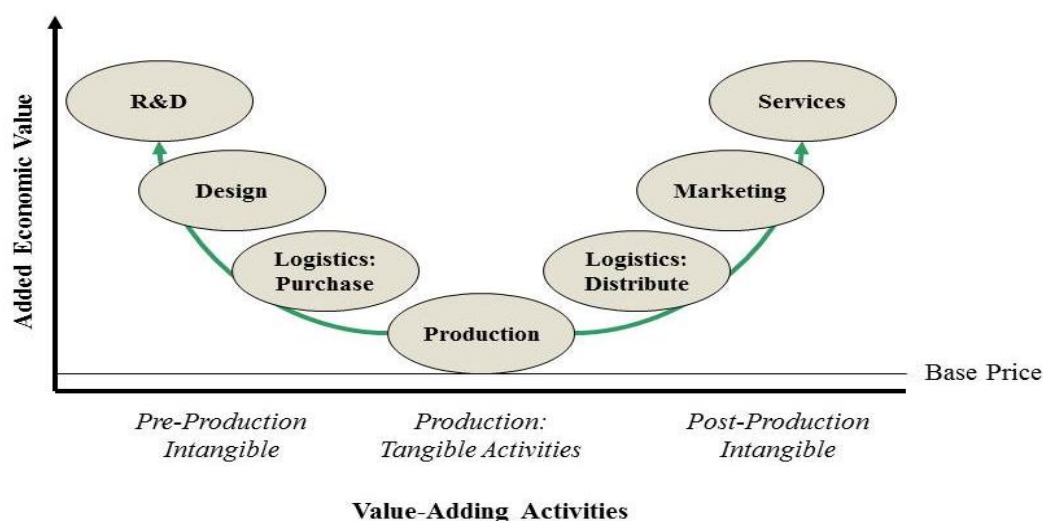 Added Economic Value
R&D
Services
Design
Marketing
Logistics:
Purchase
Logistics:
Distribute
Production
Base Price
Pre-Production
Intangible
Production:
Tangible Activities
Post-Production
Intangible
Value-Adding Activities